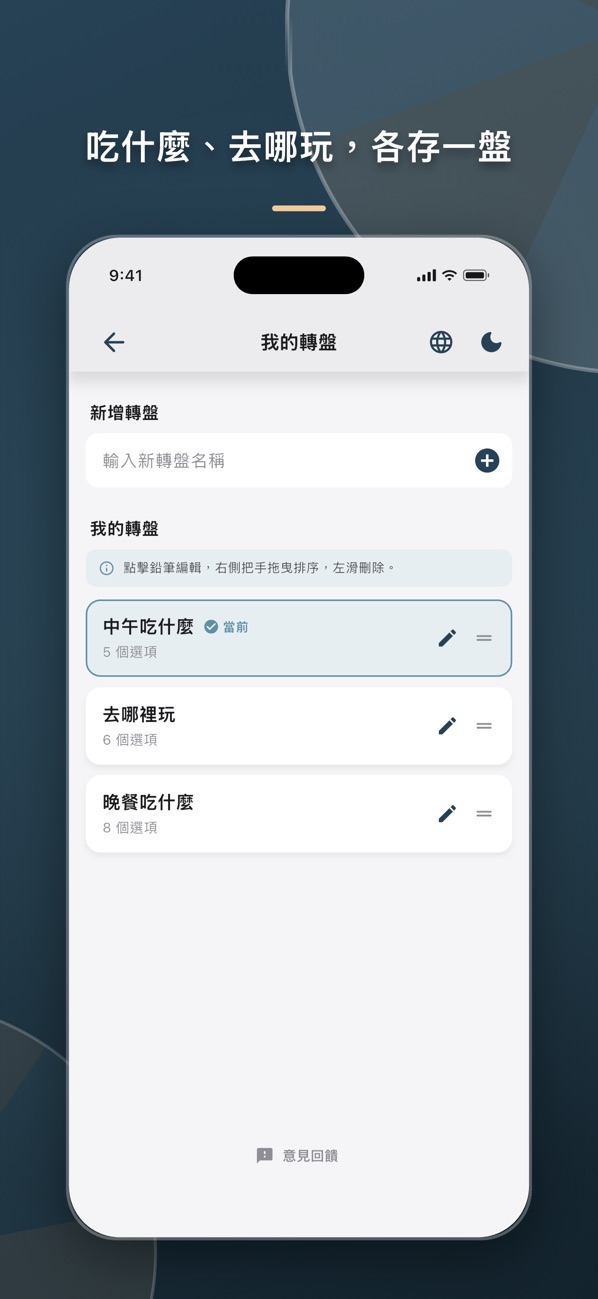 吃什麼、去哪玩，各存一盤
9:41
我的轉盤
新增轉盤
輸入新轉盤名稱
我的轉盤
點擊鉛筆編輯，右側把手拖曳排序，左滑刪除。
中午吃什麼 當前
5 個選項
去哪裡玩
6 個選項
晚餐吃什麼
8 個選項
意見回饋